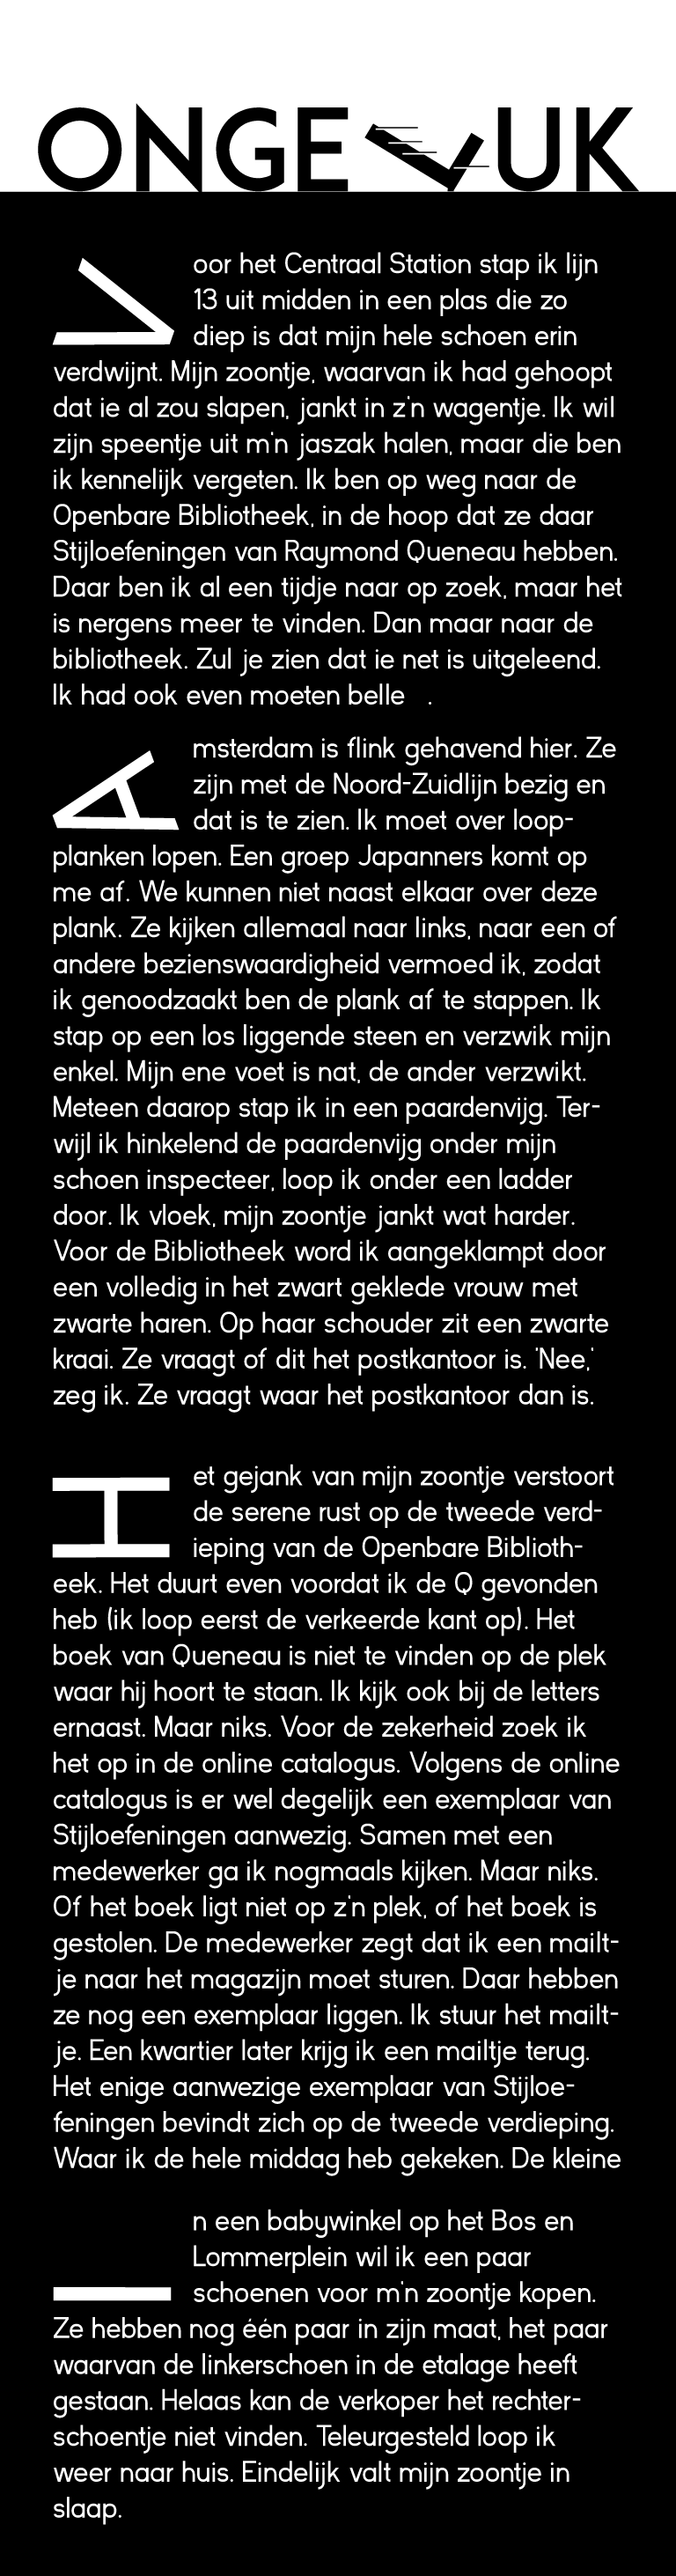 ONGELUK
Voor het Centraal Station stap ik lijn
13 uit midden in een plas die zo
diep is dat mijn hele schoen erin
verdwijnt. Mijn zoontje, waarvan ik had gehoopt
dat ie al zou slapen, jankt in z'n wagentje. Ik wil
zijn speentje uit m'n jaszak halen, maar die ben
ik kennelijk vergeten. Ik ben op weg naar de
Openbare Bibliotheek, in de hoop dat ze daar
Stijloefeningen van Raymond Queneau hebben.
Daar ben ik al een tijdje naar op zoek, maar het
is nergens meer te vinden. Dan maar naar de
bibliotheek. Zul je zien dat ie net is uitgeleend.
Ik had ook even moeten belle .
Amsterdam is flink gehavend hier. Ze
zijn met de Noord-Zuidlijn bezig en
dat is te zien. Ik moet over loop-
planken lopen. Een groep Japanners komt op
me af. We kunnen niet naast elkaar over deze
plank. Ze kijken allemaal naar links, naar een of
andere bezienswaardigheid vermoed ik, zodat
ik genoodzaakt ben de plank af te stappen. Ik
stap op een los liggende steen en verzwik mijn
enkel. Mijn ene voet is nat, de ander verzwikt.
Meteen daarop stap ik in een paardenvijg. Ter-
wijl ik hinkelend de paardenvijg onder mijn
schoen inspecteer, loop ik onder een ladder
door. Ik vloek, mijn zoontje jankt wat harder.
Voor de Bibliotheek word ik aangeklampt door
een volledig in het zwart geklede vrouw met
zwarte haren. Op haar schouder zit een zwarte
kraai. Ze vraagt of dit het postkantoor is. 'Nee,'
zeg ik. Ze vraagt waar het postkantoor dan is.
Het gejank van mijn zoontje verstoort
de serene rust op de tweede verd-
ieping van de Openbare Biblioth-
eek. Het duurt even voordat ik de Q gevonden
heb (ik loop eerst de verkeerde kant op). Het
boek van Queneau is niet te vinden op de plek
waar hij hoort te staan. Ik kijk ook bij de letters
ernaast. Maar niks. Voor de zekerheid zoek ik
het op in de online catalogus. Volgens de online
catalogus is er wel degelijk een exemplaar van
Stijloefeningen aanwezig. Samen met een
medewerker ga ik nogmaals kijken. Maar niks.
Of het boek ligt niet op z'n plek, of het boek is
gestolen. De medewerker zegt dat ik een mailt-
je naar het magazijn moet sturen. Daar hebben
ze nog een exemplaar liggen. Ik stuur het mailt-
je. Een kwartier later krijg ik een mailtje terug.
Het enige aanwezige exemplaar van Stijloe-
feningen bevindt zich op de tweede verdieping.
Waar ik de hele middag heb gekeken. De kleine
In een babywinkel op het Bos en
Lommerplein wil ik een paar
schoenen voor m'n zoontje kopen.
Ze hebben nog één paar in zijn maat, het paar
waarvan de linkerschoen in de etalage heeft
gestaan. Helaas kan de verkoper het rechter-
schoentje niet vinden. Teleurgesteld loop ik
weer naar huis. Eindelijk valt mijn zoontje in
slaap.